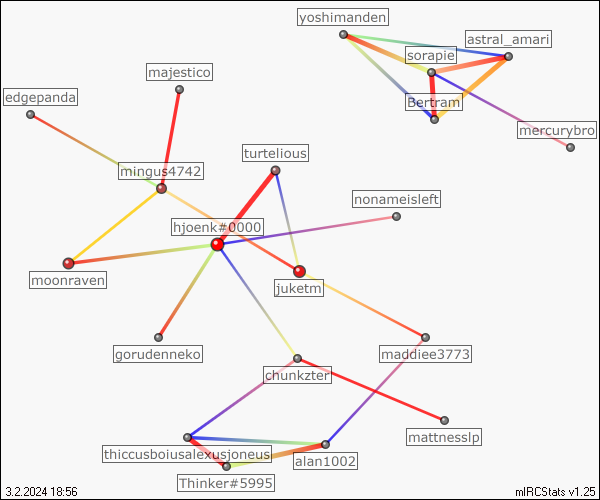 yoshimanden
astral_amari
sorapie
majestico
edgepanda
Bertram
mercurybro
turtelious
mingus4742
nonameisleft
hjoenk#0000
moonraven
juketm
gorudenneko
maddiee3773
chunkzter
mattnesslp
thiccusboiusalexusjoneus
alan1002
Thinker#5995
3.2.2024 18:56
mIRCStats v1.25